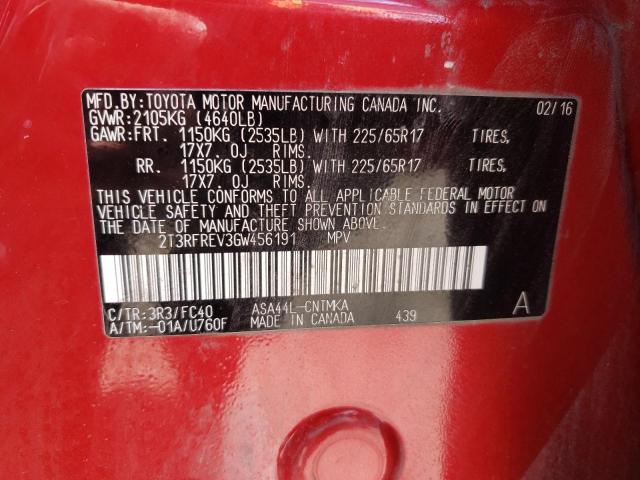 MFD.BY:TOYOTA MOTOR MANUFACTURING CANADA INC. 02/16
GVWR:2105KG (4640LB)
GAWR:FRT. 1150KG (2535LB) WITH 225/65R17 TIRES,
17X7.0J RIMS.
RR. 1150KG (2535LB) WITH 225/65R17 TIRES,
17X7.0J RIMS.
THIS VEHICLE CONFORMS TO ALL APPLICABLE FEDERAL MOTOR
VEHICLE SAFETY AND THEFT PREVENTION STANDARDS IN EFFECT ON
THE DATE OF MANUFACTURE SHOWN ABOVE.
2T3RFREV3GW456191 MPV
C/TR:3R3/FC40 ASA44L-CNTMKA A
A/TM:-01A/U760F MADE IN CANADA 439